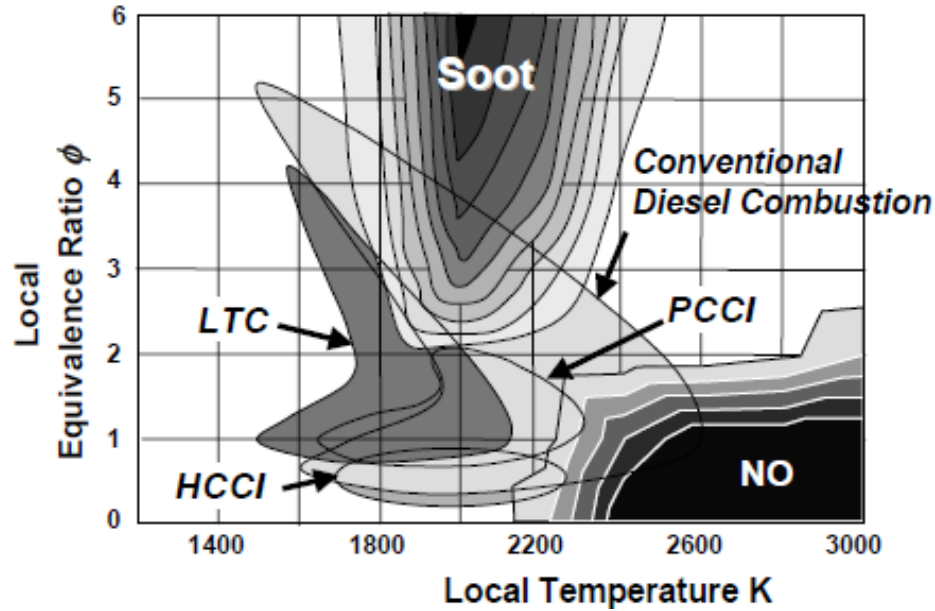 6
5
4
3
2
1
0
Local
Equivalence Ratio ϕ
Soot
Conventional
Diesel Combustion
PCCI
LTC
HCCI
NO
1400 1800 2200 2600 3000
Local Temperature K